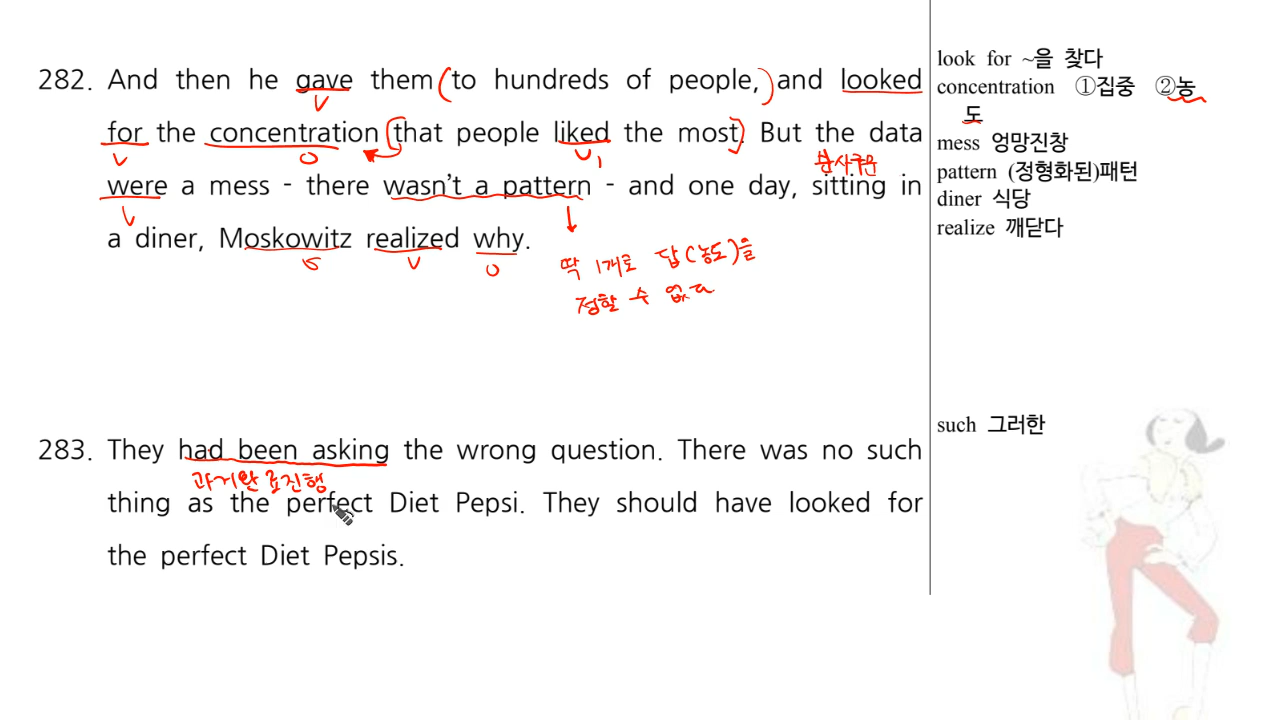 282. And then he gave them (to hundreds of people,) and looked
V
for the concentration (that people liked the most). But the data
V O V1 분사구문
were a mess - there wasn't a pattern - and one day, sitting in
V
a diner, Moskowitz realized why.
S V O
딱 1개로 답(농도)을
정할 수 없다
283. They had been asking the wrong question. There was no such
과거완료진행
thing as the perfect Diet Pepsi. They should have looked for
the perfect Diet Pepsis.
look for ~을 찾다
concentration ①집중 ②농
도
mess 엉망진창
pattern (정형화된)패턴
diner 식당
realize 깨닫다
such 그러한